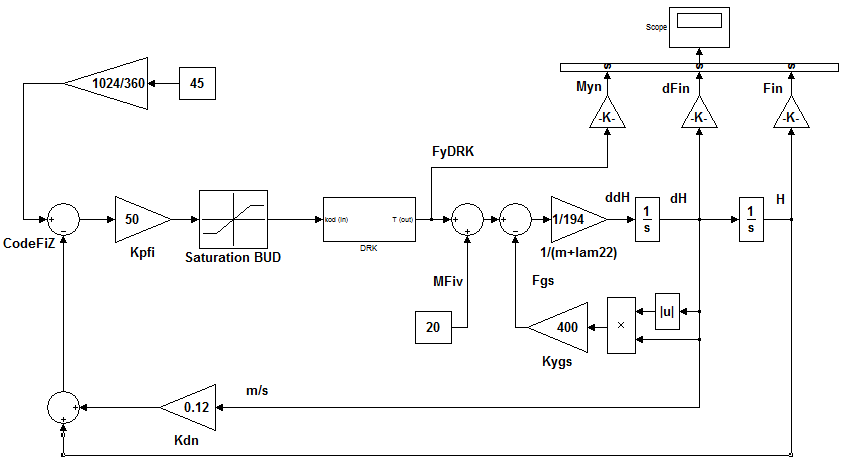 Scope
1024/360
45
Myn
dFin
Fin
-K-
-K-
-K-
FyDRK
CodeFiZ
50
Kpfi
Saturation BUD
kod (in)
T (out)
DRK
MFiv
20
Fgs
1/194
1/(m+lam22)
ddH
1
s
dH
1
s
H
|u|
×
400
Kygs
m/s
0.12
Kdn